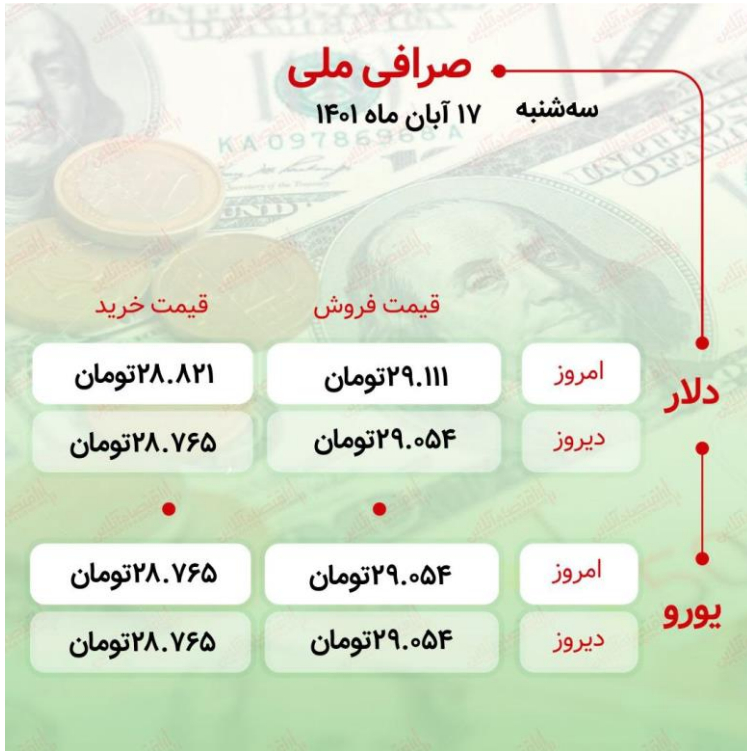 صرافی ملی
سه‌شنبه ۱۷ آبان ماه ۱۴۰۱
قیمت فروش قیمت خرید
دلار
امروز ۲۹.۱۱۱تومان ۲۸.۸۲۱تومان
دیروز ۲۹.۰۵۴تومان ۲۸.۷۶۵تومان
یورو
امروز ۲۹.۰۵۴تومان ۲۸.۷۶۵تومان
دیروز ۲۹.۰۵۴تومان ۲۸.۷۶۵تومان